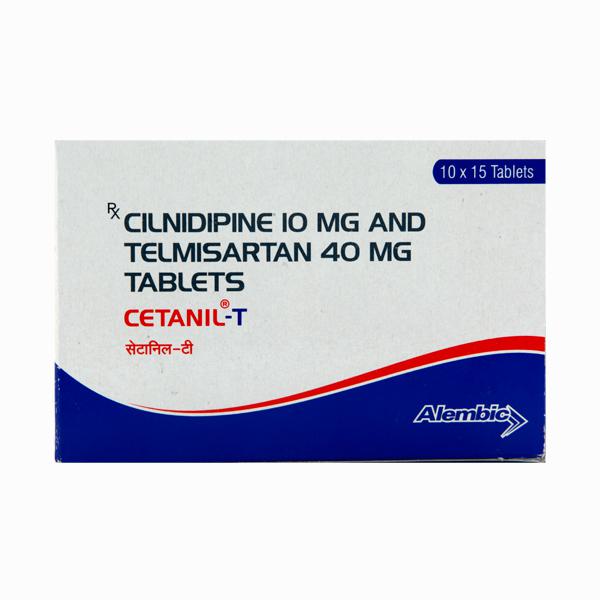 10 x 15 Tablets
Rx CILNIDIPINE 10 MG AND
TELMISARTAN 40 MG
TABLETS
CETANIL®-T
सेटानिल-टी
Alembic